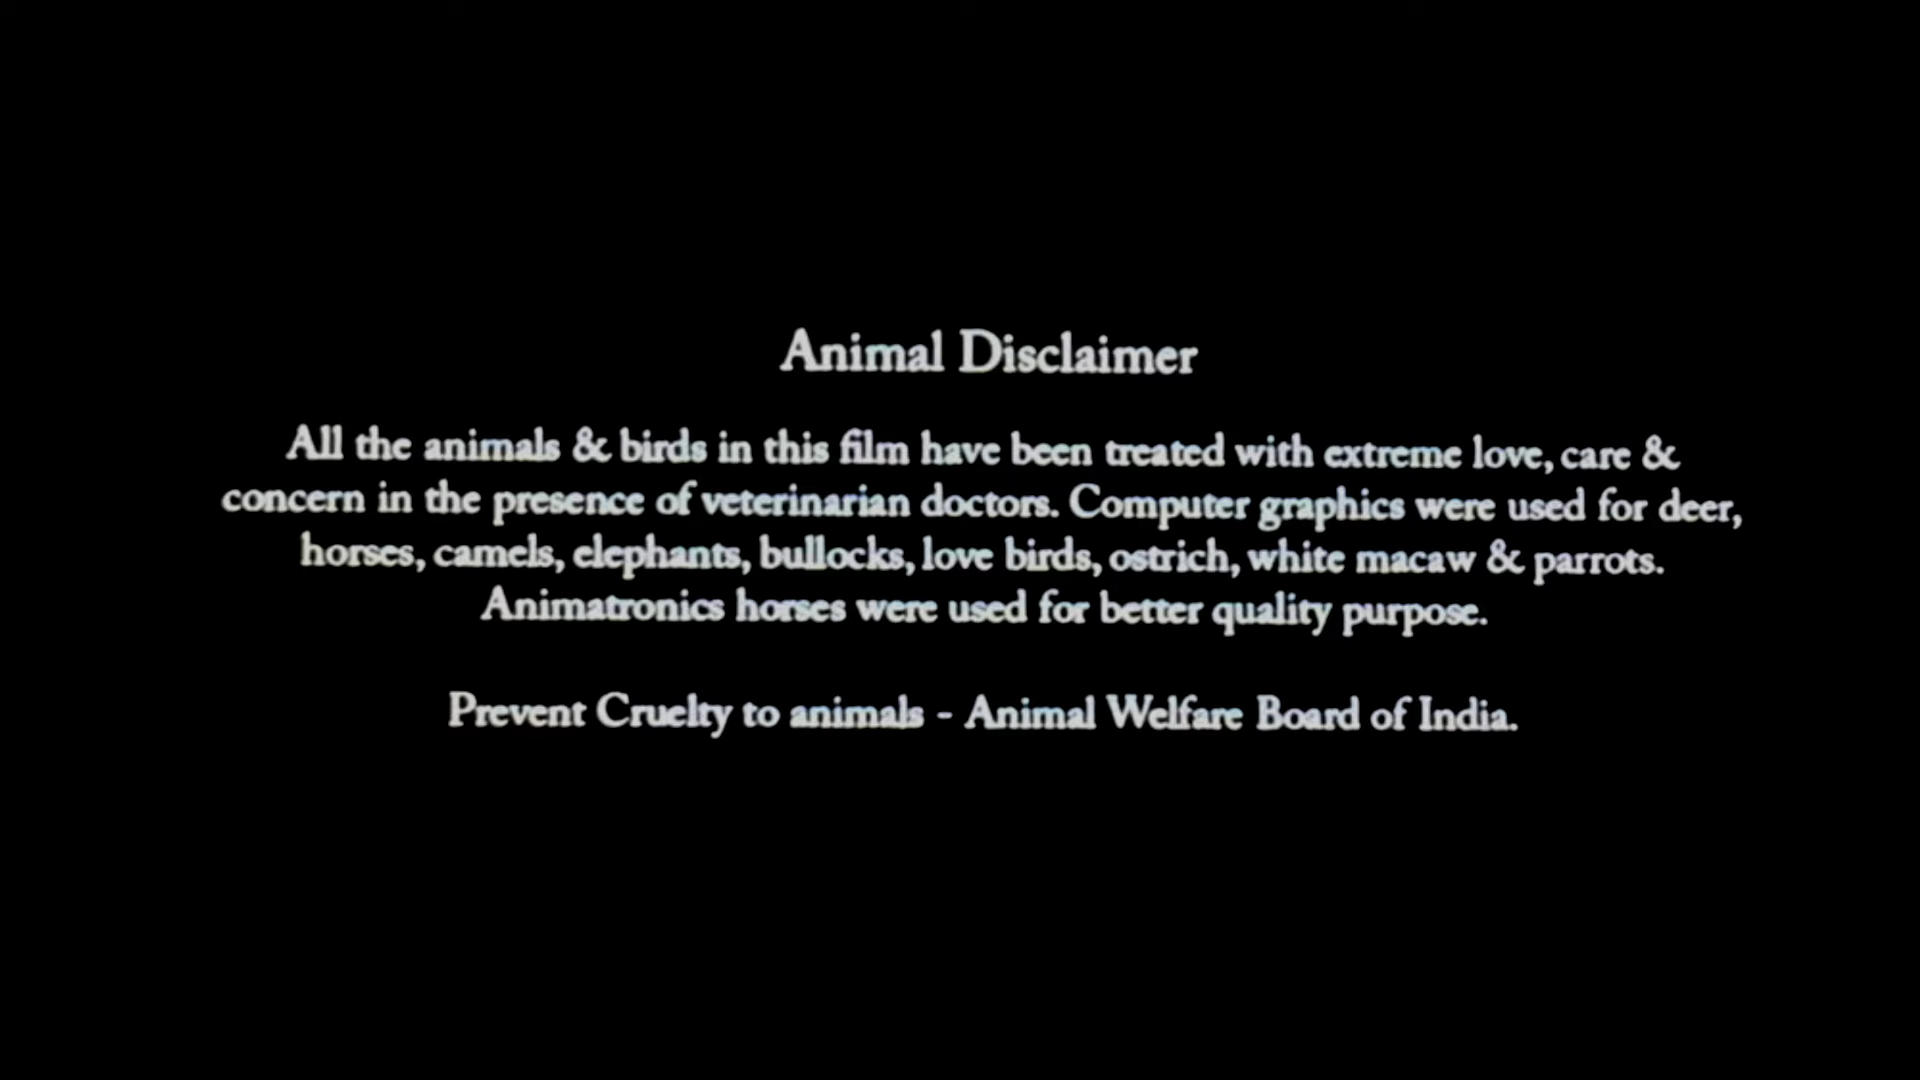 Animal Disclaimer
All the animals & birds in this film have been treated with extreme love, care &
concern in the presence of veterinarian doctors. Computer graphics were used for deer,
horses, camels, elephants, bullocks, love birds, ostrich, white macaw & parrots.
Animatronics horses were used for better quality purpose.
Prevent Cruelty to animals - Animal Welfare Board of India.